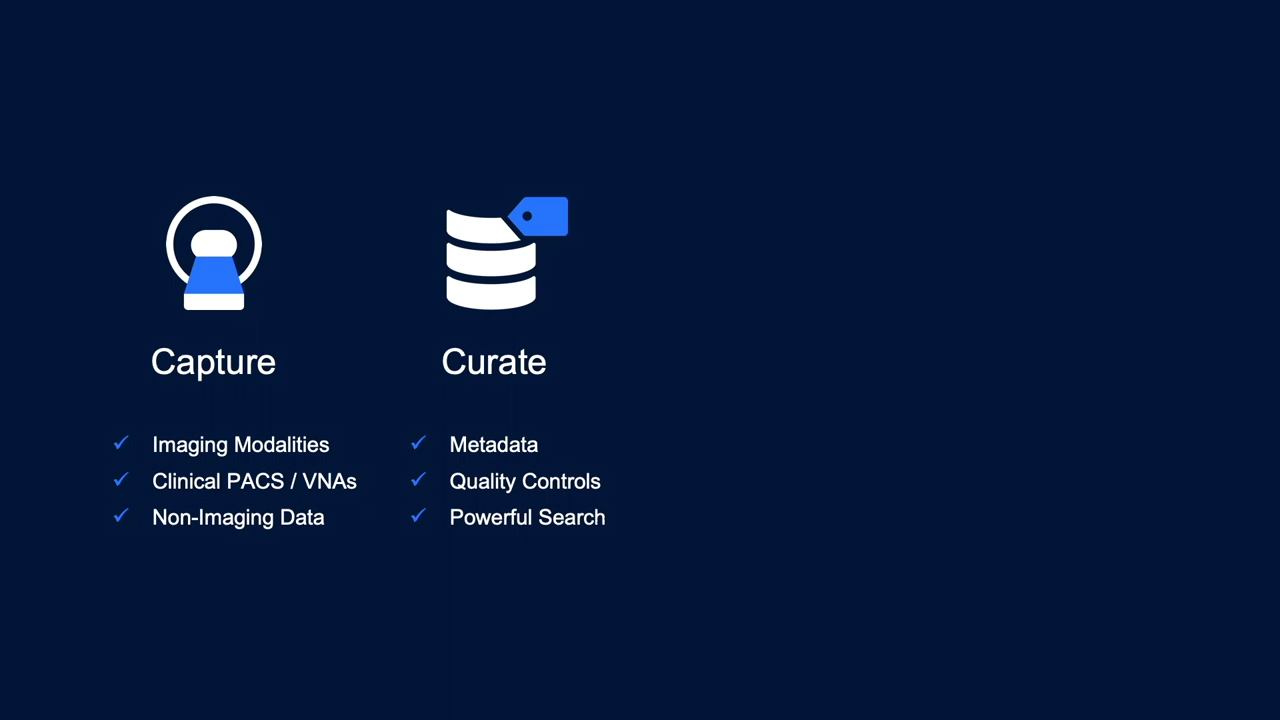 Capture
Imaging Modalities
Clinical PACS / VNAs
Non-Imaging Data
Curate
Metadata
Quality Controls
Powerful Search